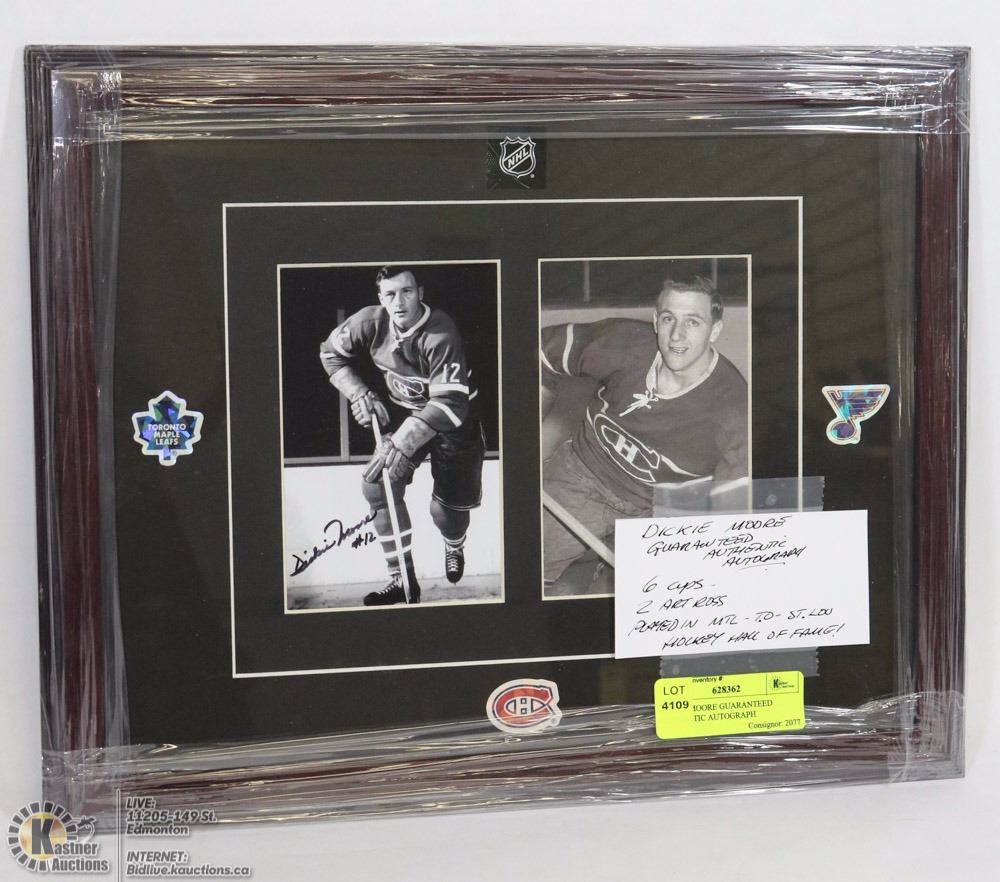 NHL
12
TORONTO
MAPLE
LEAFS
Dickie Moore
#12
DICKIE MOORE
GUARANTEED
AUTHENTIC
AUTOGRAPH
6 CUPS -
2 ART ROSS
PLAYED IN MTL - T.O - ST. LOU
HOCKEY HALL OF FAME!
nventory #:
LOT 628362
4109 MOORE GUARANTEED
TIC AUTOGRAPH
Consignor: 2077
LIVE:
11205-149 St.
Edmonton
Kastner
Auctions
INTERNET:
Bidlive.kauctions.ca